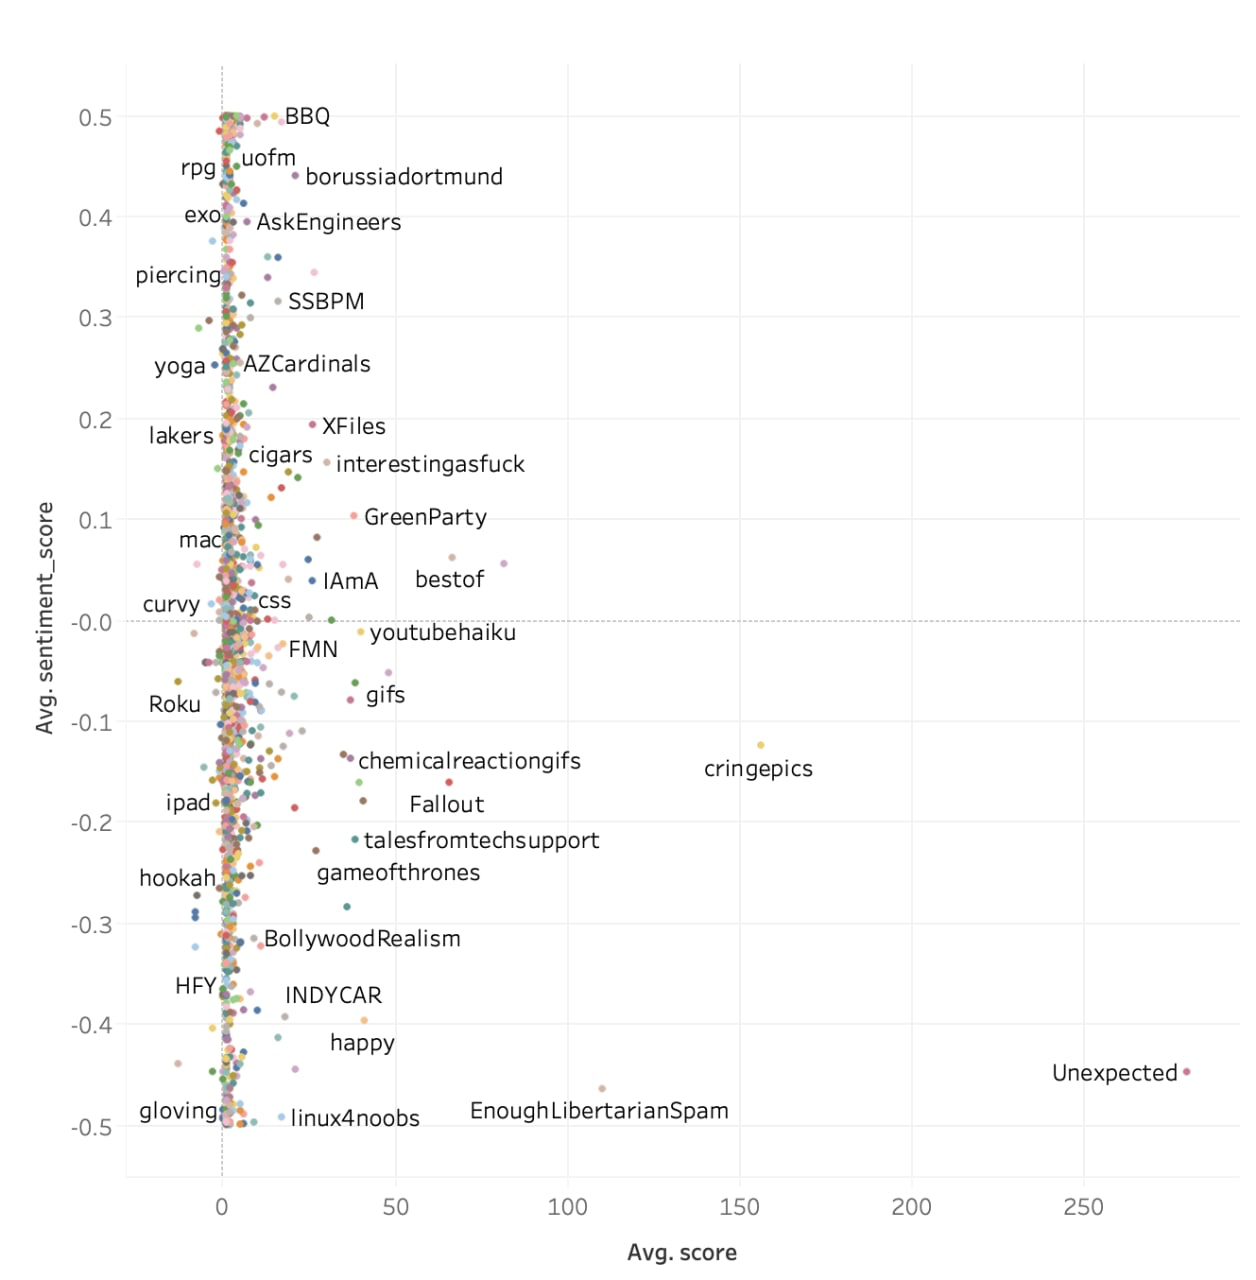 0.5
BBQ
uofm
rpg
borussiadortmund
0.4
exo
AskEngineers
piercing
SSBPM
0.3
yoga
AZCardinals
0.2
XFiles
lakers
cigars
interestingasfuck
0.1
GreenParty
mac
IAmA
bestof
curvy
css
-0.0
youtubehaiku
FMN
gifs
Roku
-0.1
chemicalreactiongifs
cringepics
ipad
Fallout
-0.2
talesfromtechsupport
gameofthrones
hookah
-0.3
BollywoodRealism
HFY
INDYCAR
-0.4
happy
Unexpected
gloving
linux4noobs
EnoughLibertarianSpam
-0.5
Avg. sentiment_score
0 50 100 150 200 250
Avg. score